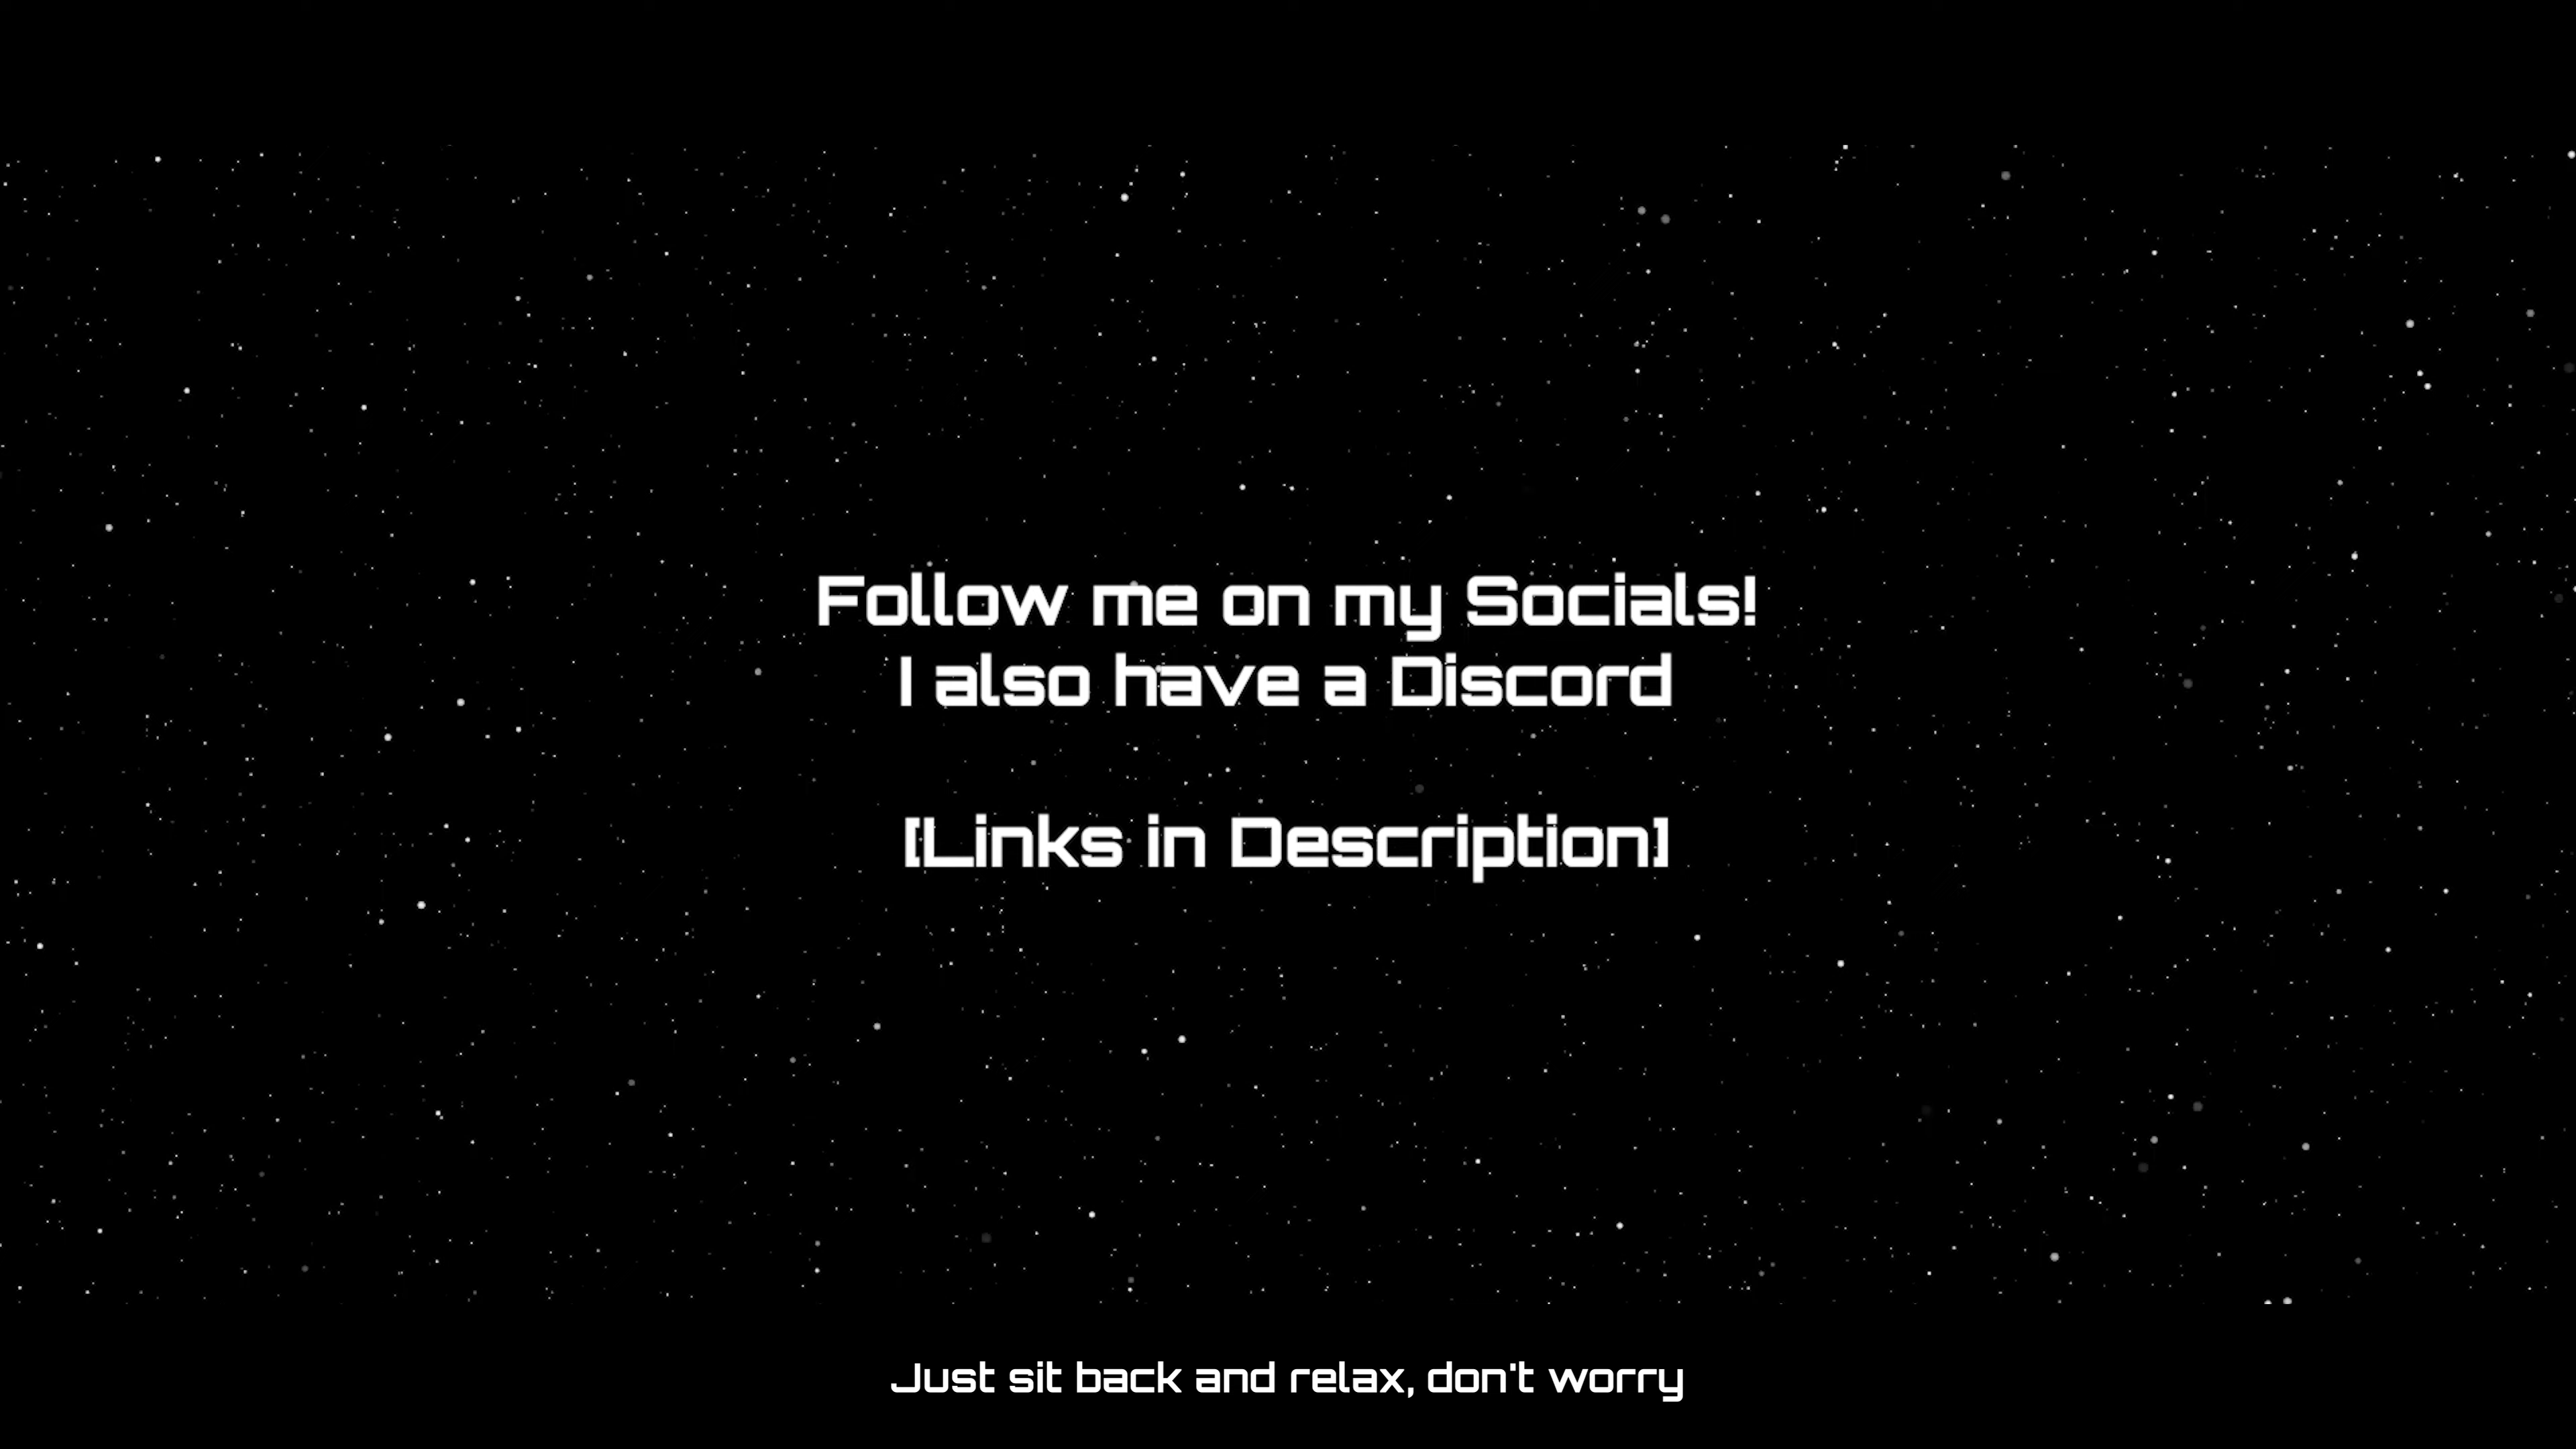 Follow me on my Socials!
I also have a Discord
[Links in Description]
Just sit back and relax, don't worry